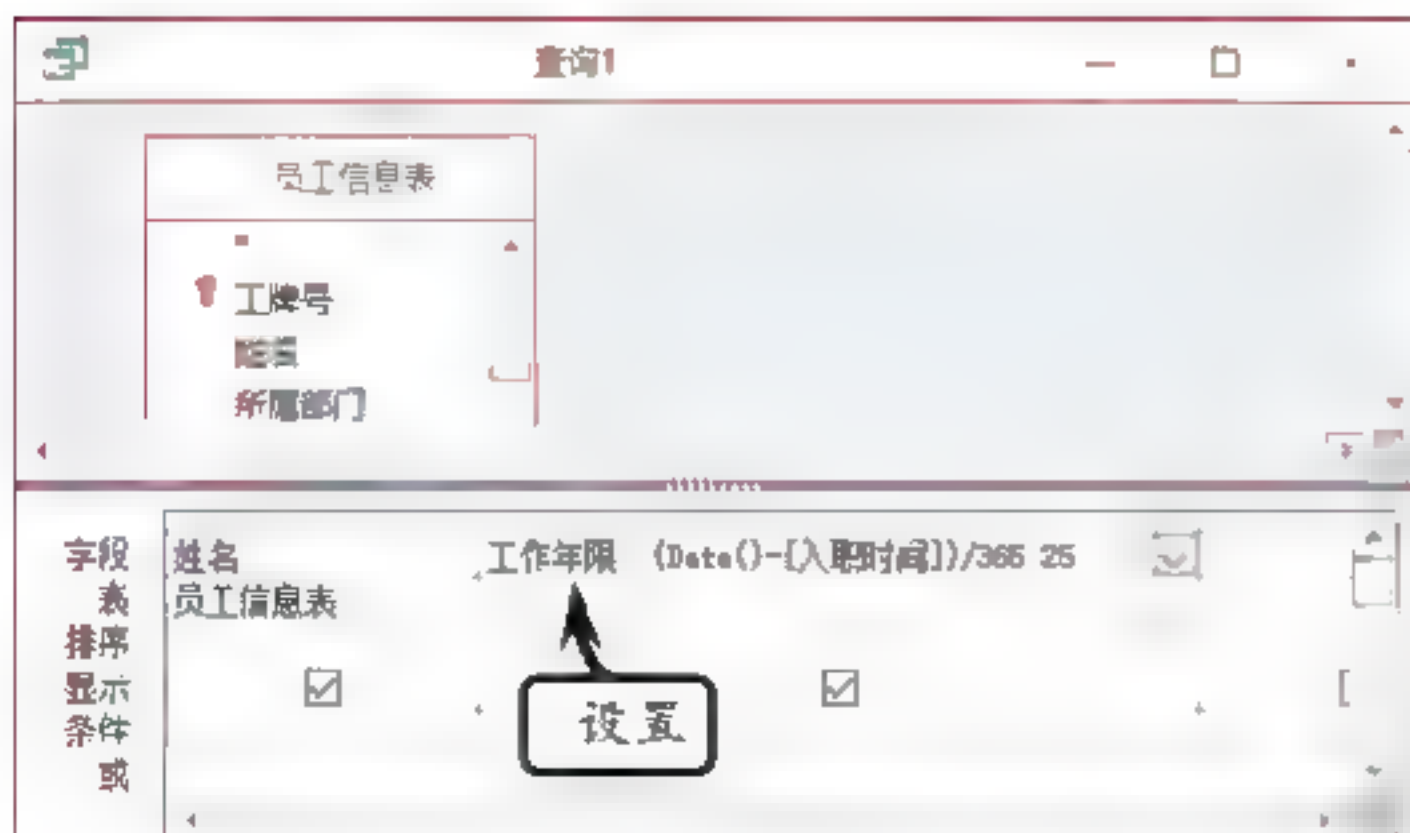 查询1
员工信息表
工牌号
所属部门
字段 姓名 工作年限 (Date()-[入职时间])/365 25
表 员工信息表
排序
显示
条件
或
设置